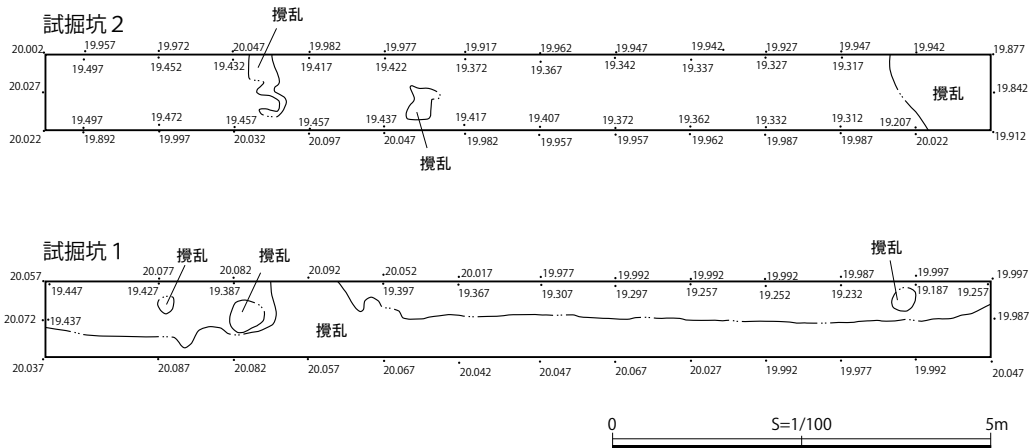 試掘坑2
攪乱
20.002 19.957 19.972 20.047 19.982 19.977 19.917 19.962 19.947 19.942 19.927 19.947 19.942 19.877
19.497 19.452 19.432 19.417 19.422 19.372 19.367 19.342 19.337 19.327 19.317
20.027 攪乱 19.842
19.497 19.472 19.457 19.457 19.437 19.417 19.407 19.372 19.362 19.332 19.312 19.207
20.022 19.892 19.997 20.032 20.097 20.047 19.982 19.957 19.957 19.962 19.987 19.987 20.022 19.912
攪乱
試掘坑1
攪乱 攪乱 攪乱
20.057 20.077 20.082 20.092 20.052 20.017 19.977 19.992 19.992 19.992 19.987 19.997 19.997
19.447 19.427 19.387 19.397 19.367 19.307 19.297 19.257 19.252 19.232 19.187 19.257
20.072 19.437 攪乱 19.987
20.037 20.087 20.082 20.057 20.067 20.042 20.047 20.067 20.027 19.992 19.977 19.992 20.047
0 S=1/100 5m